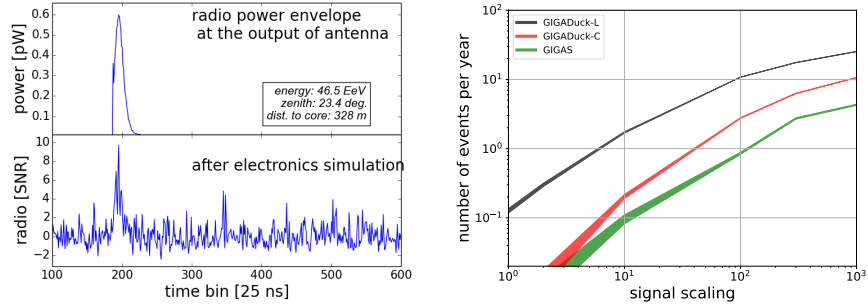 radio power envelope
at the output of antenna
energy: 46.5 EeV
zenith: 23.4 deg.
dist. to core: 328 m
power [pW]
0.6
0.5
0.4
0.3
0.2
0.1
after electronics simulation
radio [SNR]
10
8
6
4
2
0
−2
100 200 300 400 500 600
time bin [25 ns]
GIGADuck-L
GIGADuck-C
GIGAS
number of events per year
10²
10¹
10⁰
10⁻¹
10⁰ 10¹ 10² 10³
signal scaling